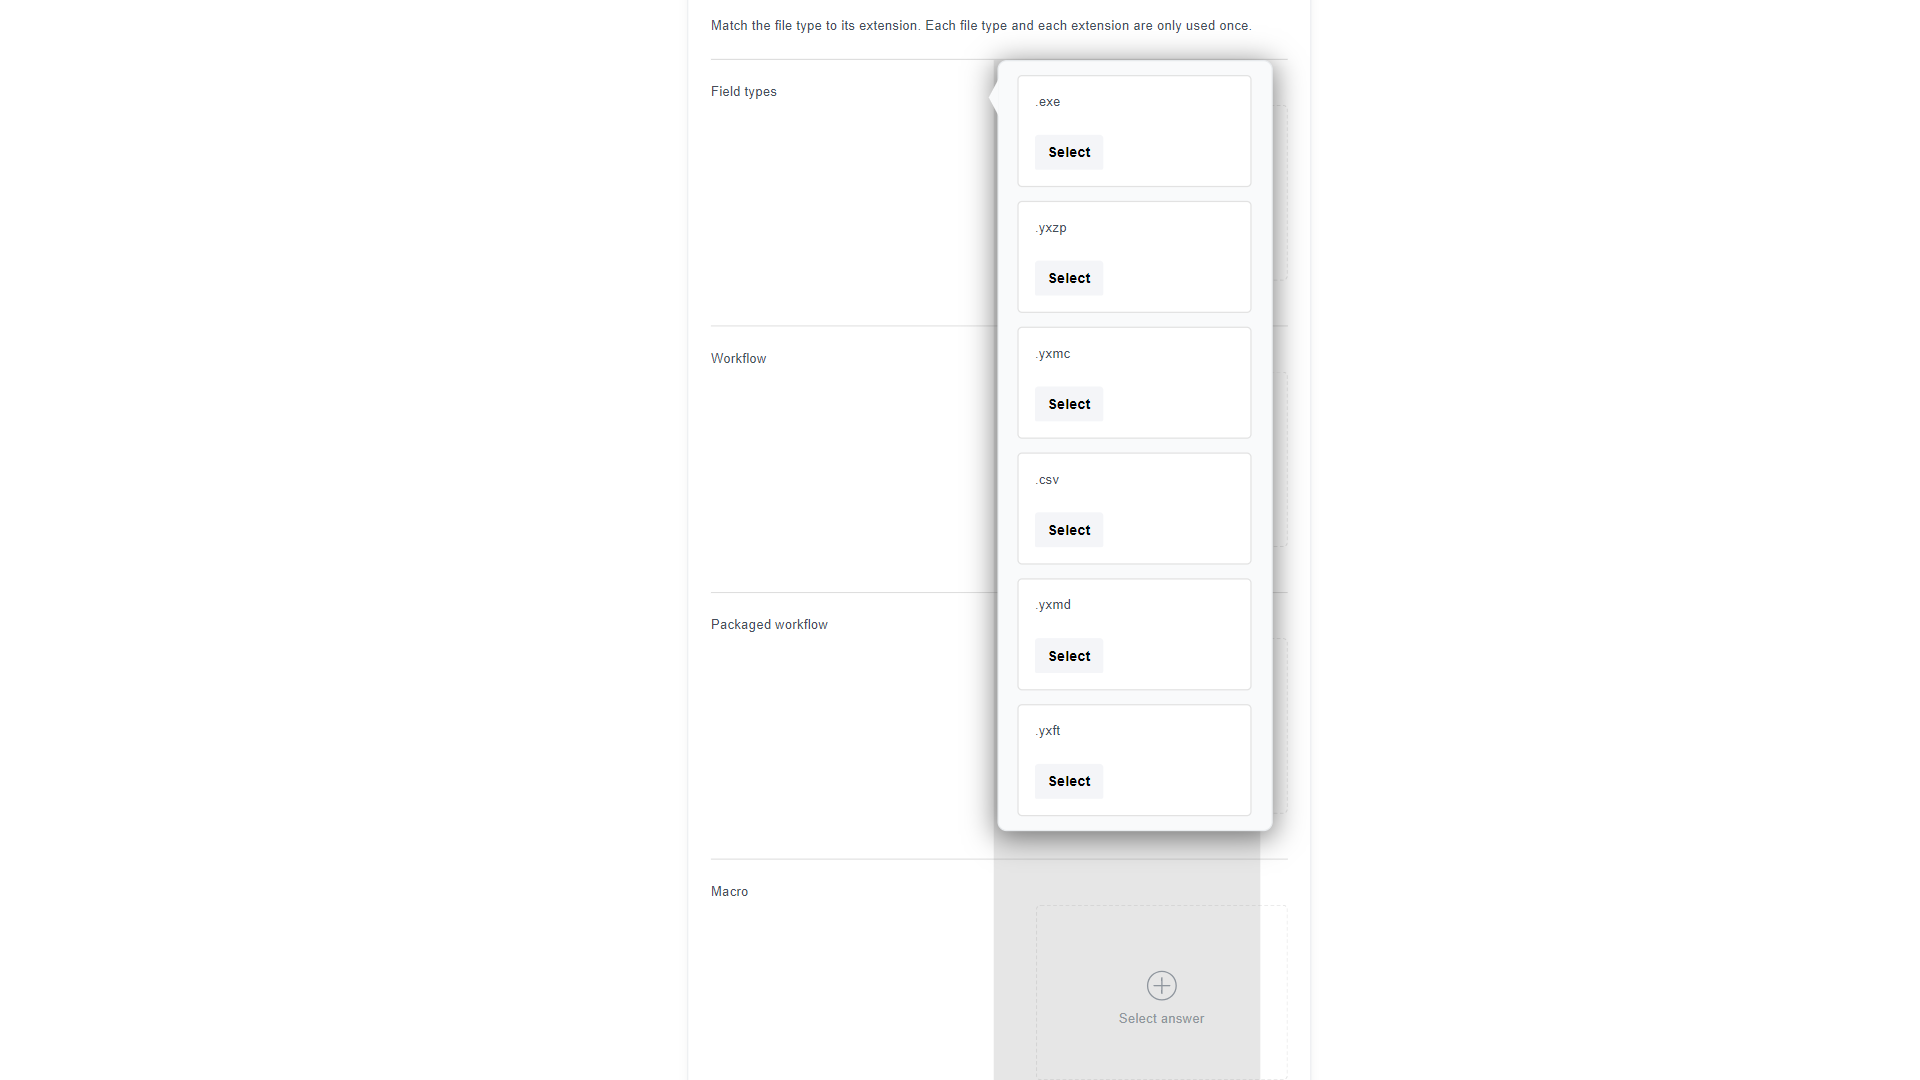 Match the file type to its extension. Each file type and each extension are only used once.
Field types
.exe
Select
.yxzp
Select
Workflow
.yxmc
Select
.csv
Select
Packaged workflow
.yxmd
Select
.yxft
Select
Macro
Select answer